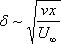 δ ~ √(νx / U∞)